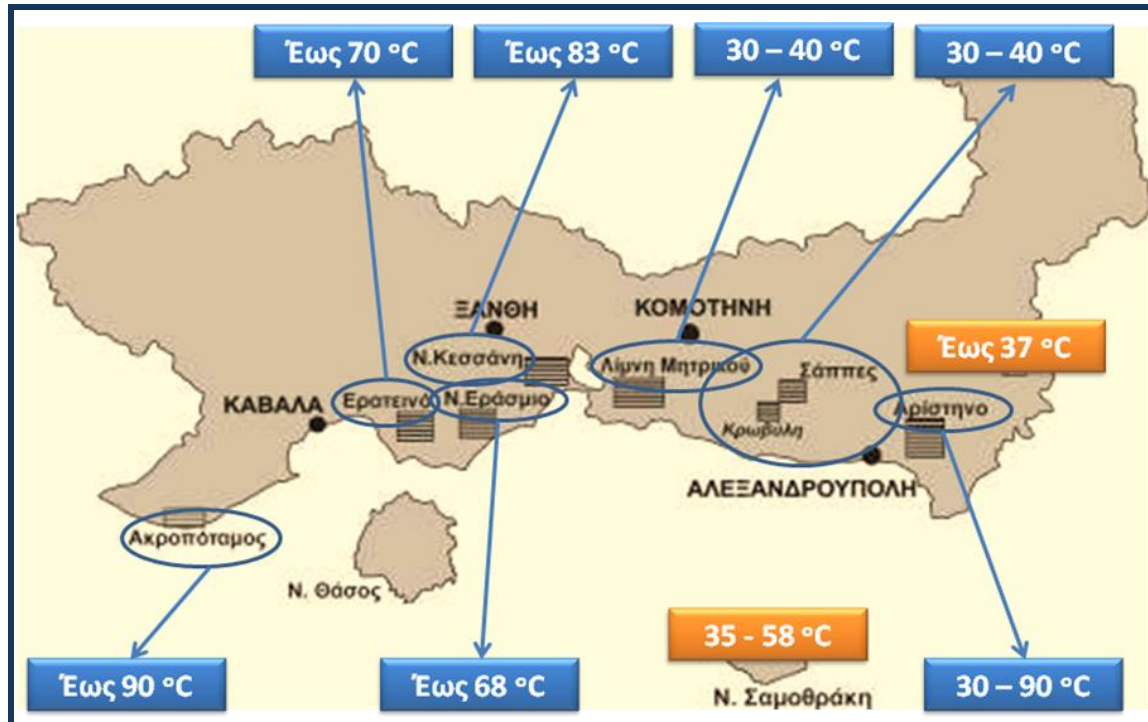 Έως 70 °C
Έως 83 °C
30 – 40 °C
30 – 40 °C
ΞΑΝΘΗ
ΚΟΜΟΤΗΝΗ
Έως 37 °C
Ν.Κεσσάνη
Λίμνη Μητρικού
Σάππες
Ερατεινό
Ν.Εράσμιο
ΚΑΒΑΛΑ
Κρωβύλη
Αρίστηνο
ΑΛΕΞΑΝΔΡΟΥΠΟΛΗ
Ακροπόταμος
Ν. Θάσος
35 - 58 °C
Έως 90 °C
Έως 68 °C
Ν. Σαμοθράκη
30 – 90 °C